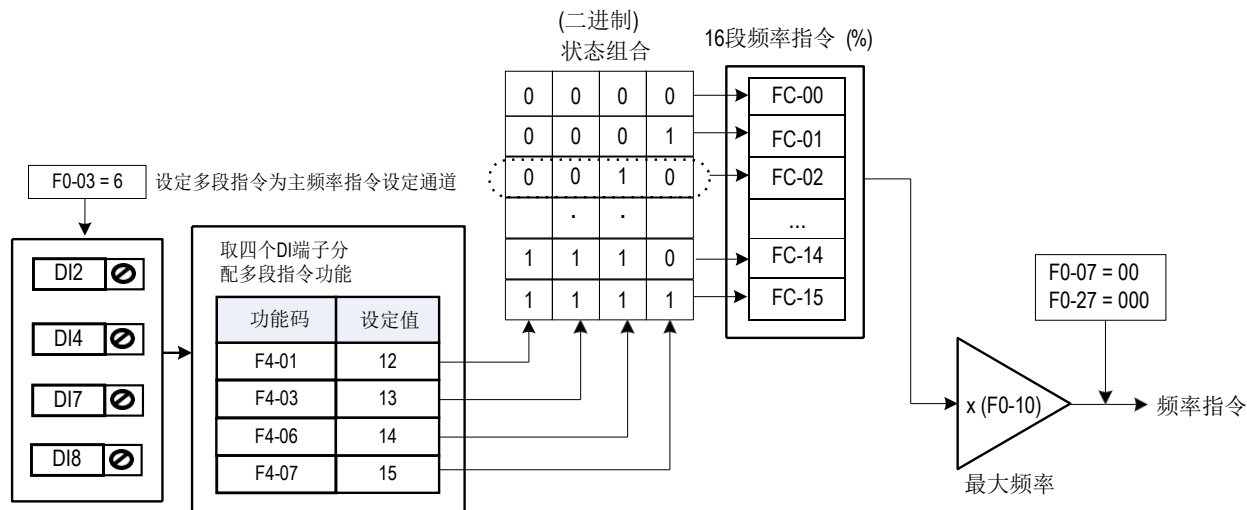 (二进制)
状态组合
16段频率指令 (%)
0 0 0 0
FC-00
0 0 0 1
FC-01
0 0 1 0
FC-02
. .
...
1 1 1 0
FC-14
1 1 1 1
FC-15
F0-03 = 6
设定多段指令为主频率指令设定通道
DI2
DI4
DI7
DI8
取四个DI端子分
配多段指令功能
功能码 设定值
F4-01 12
F4-03 13
F4-06 14
F4-07 15
F0-07 = 00
F0-27 = 000
x (F0-10)
频率指令
最大频率